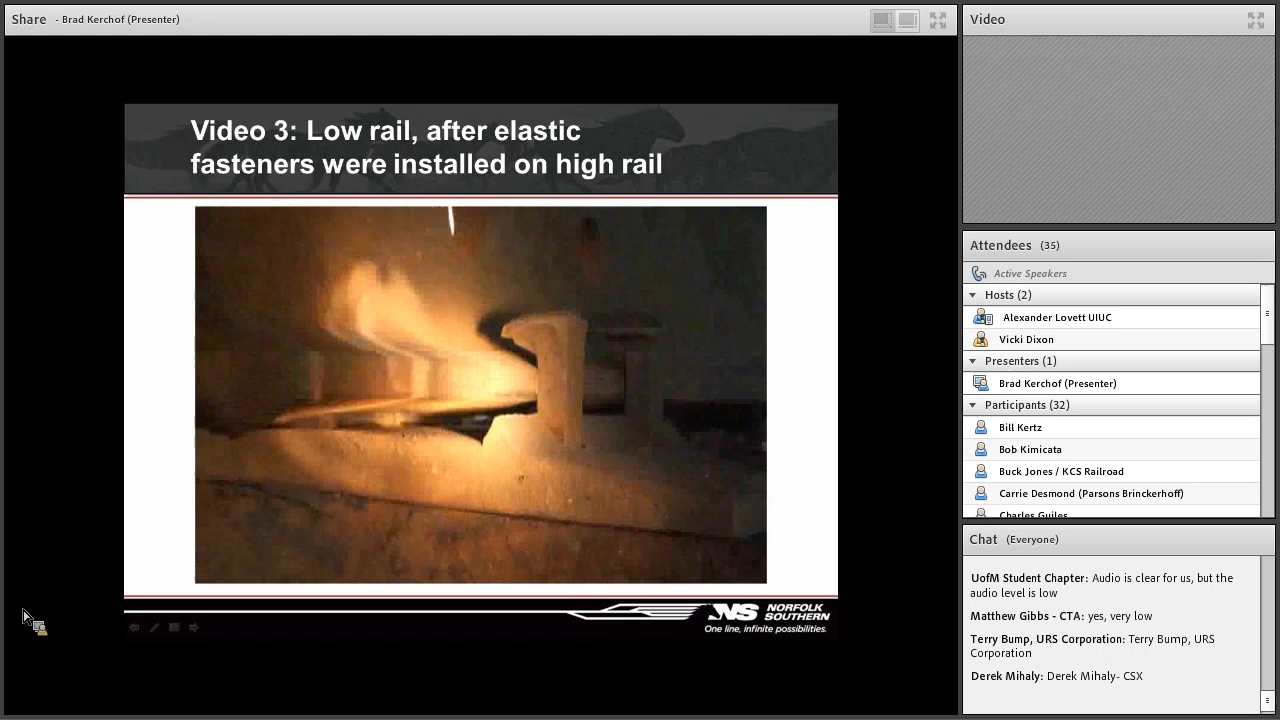 Share - Brad Kerchof (Presenter)
Video 3: Low rail, after elastic
fasteners were installed on high rail
NS NORFOLK
SOUTHERN
One line, infinite possibilities.
Video
Attendees (35)
Active Speakers
Hosts (2)
Alexander Lovett UIUC
Vicki Dixon
Presenters (1)
Brad Kerchof (Presenter)
Participants (32)
Bill Kertz
Bob Kimicata
Buck Jones / KCS Railroad
Carrie Desmond (Parsons Brinckerhoff)
Charles Guiles
Chat (Everyone)
UofM Student Chapter: Audio is clear for us, but the
audio level is low
Matthew Gibbs - CTA: yes, very low
Terry Bump, URS Corporation: Terry Bump, URS
Corporation
Derek Mihaly: Derek Mihaly- CSX